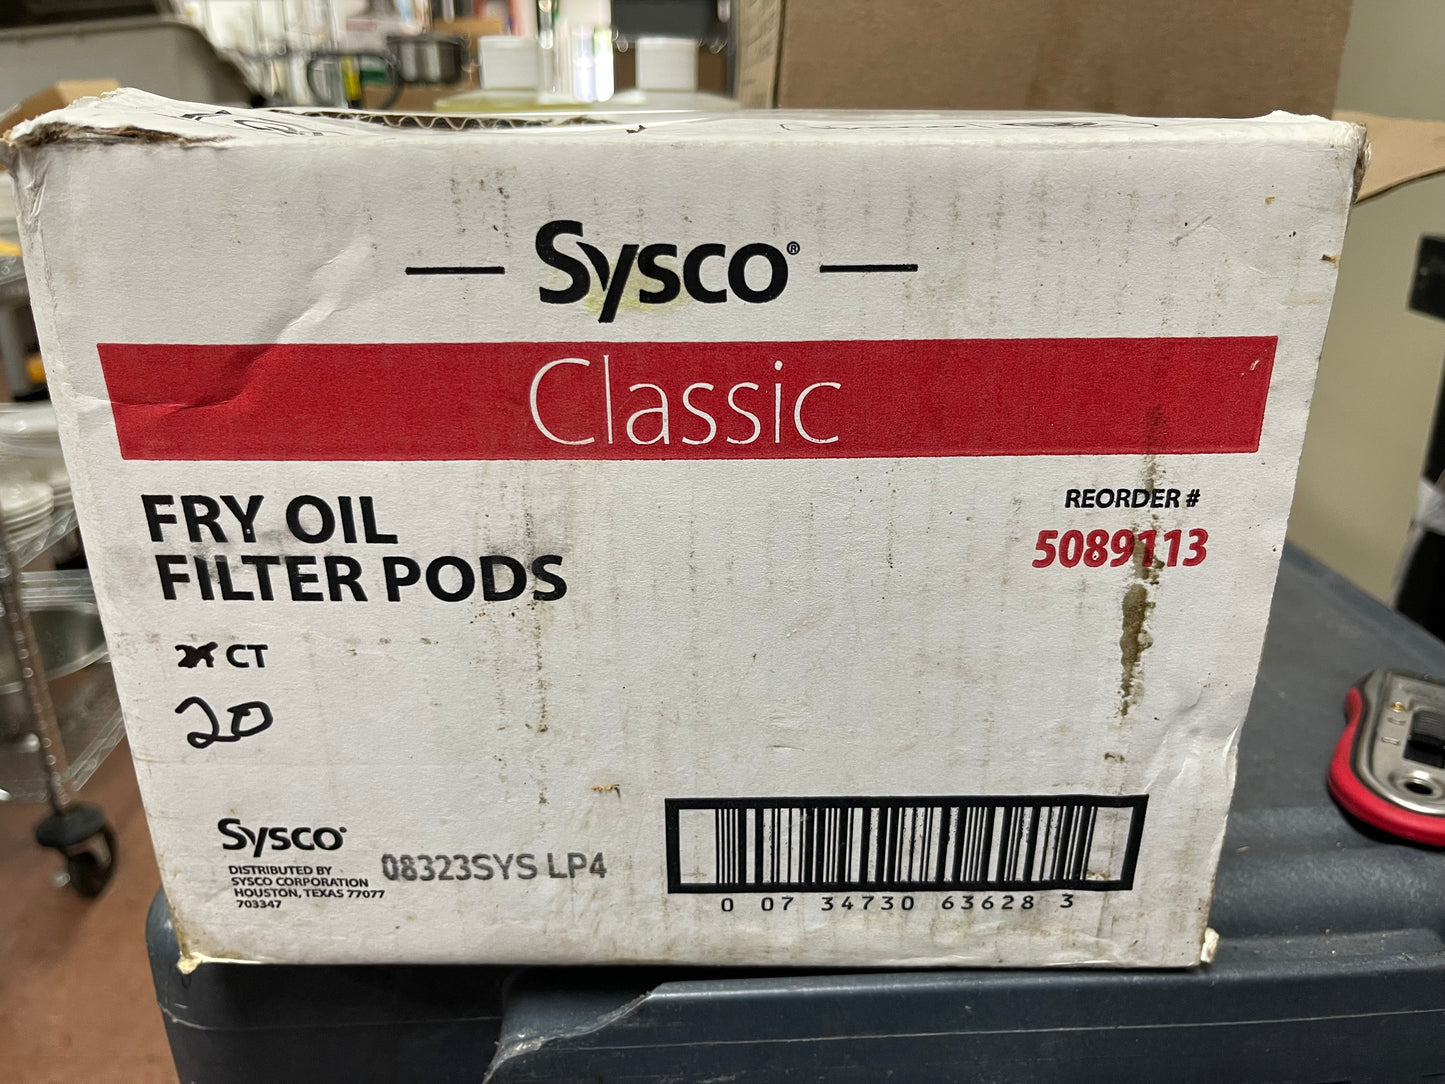 Sysco®
Classic
FRY OIL
FILTER PODS
REORDER #
5089113
CT
20
Sysco®
DISTRIBUTED BY
SYSCO CORPORATION
HOUSTON, TEXAS 77077
703347
08323SYS LP4
0 07 34730 63628 3